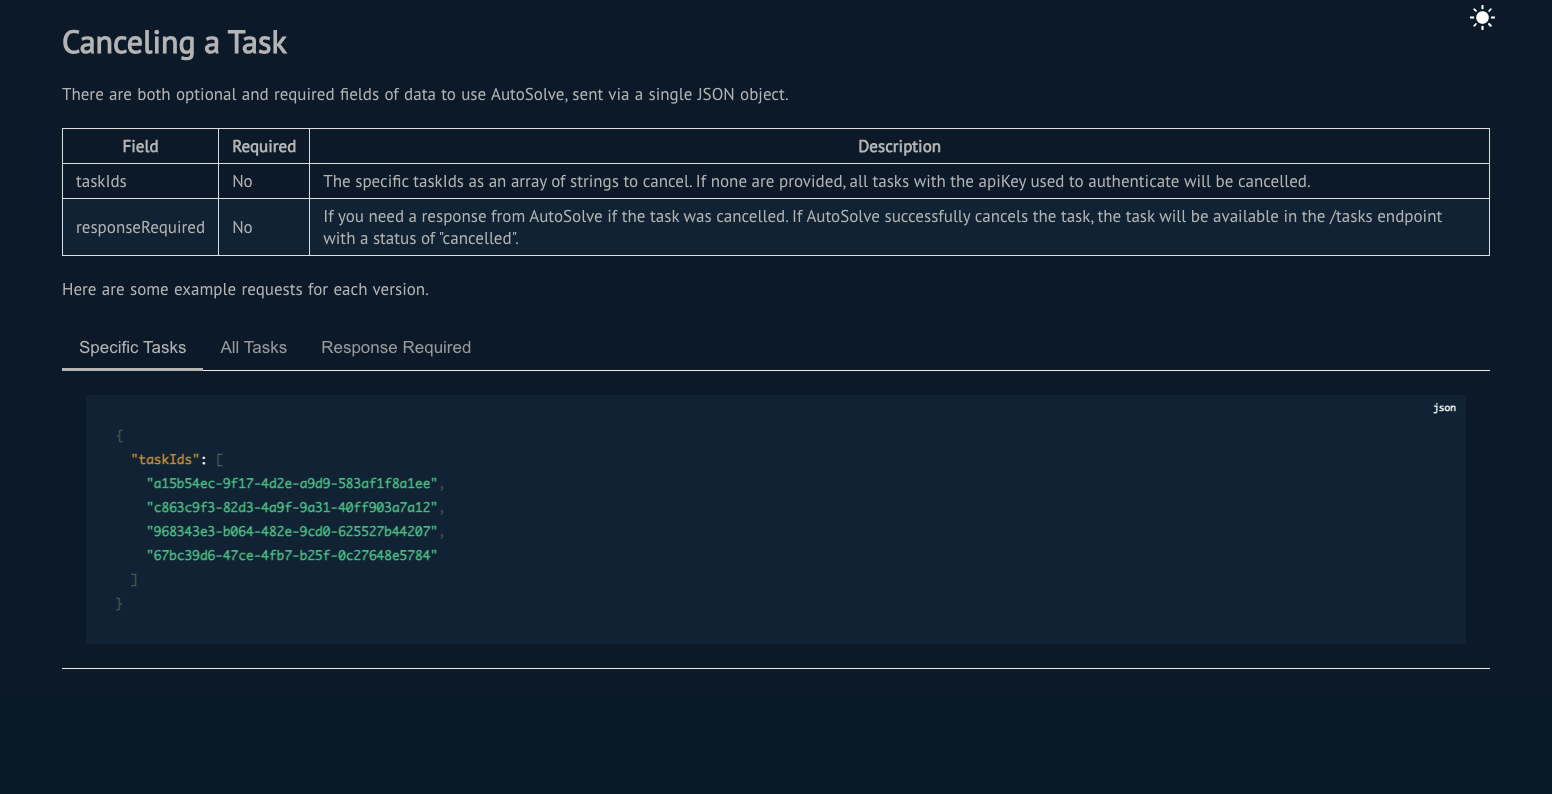 Canceling a Task
There are both optional and required fields of data to use AutoSolve, sent via a single JSON object.
Field Required Description
taskIds No The specific taskIds as an array of strings to cancel. If none are provided, all tasks with the apiKey used to authenticate will be cancelled.
responseRequired No If you need a response from AutoSolve if the task was cancelled. If AutoSolve successfully cancels the task, the task will be available in the /tasks endpoint
with a status of "cancelled".
Here are some example requests for each version.
Specific Tasks All Tasks Response Required
json
{
"taskIds": [
"a15b54ec-9f17-4d2e-a9d9-583af1f8a1ee",
"c863c9f3-82d3-4a9f-9a31-40ff903a7a12",
"968343e3-b064-482e-9cd0-625527b44207",
"67bc39d6-47ce-4fb7-b25f-0c27648e5784"
]
}